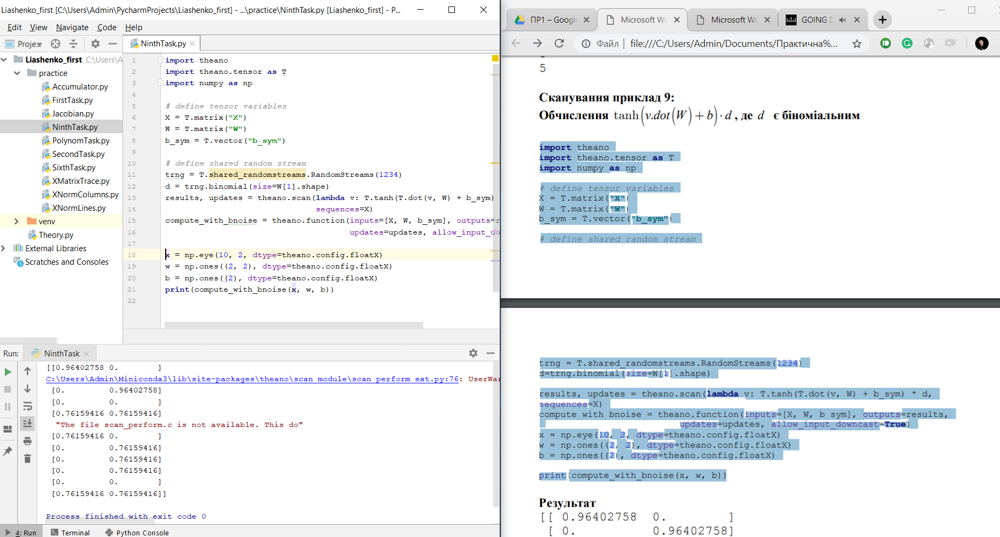 Liashenko_first [C:\Users\Admin\PycharmProjects\Liashenko_first] - ...\practice\NinthTask.py [Liashenko_first] - P...
Edit View Navigate Code Help
Proje
NinthTask.py
Liashenko_first C:\Users\A
practice
Accumulator.py
FirstTask.py
Jacobian.py
NinthTask.py
PolynomTask.py
SecondTask.py
SixthTask.py
XMatrixTrace.py
XNormColumns.py
XNormLines.py
venv
Theory.py
External Libraries
Scratches and Consoles
1 import theano
2 import theano.tensor as T
3 import numpy as np
4
5 # define tensor variables
6 X = T.matrix("X")
7 W = T.matrix("W")
8 b_sym = T.vector("b_sym")
9
10 # define shared random stream
11 trng = T.shared_randomstreams.RandomStreams(1234)
12 d = trng.binomial(size=W[1].shape)
13 results, updates = theano.scan(lambda v: T.tanh(T.dot(v, W) + b_sym)
14 sequences=X)
15 compute_with_bnoise = theano.function(inputs=[X, W, b_sym], outputs=r
16 updates=updates, allow_input_do
17
18 x = np.eye(10, 2, dtype=theano.config.floatX)
19 w = np.ones((2, 2), dtype=theano.config.floatX)
20 b = np.ones((2), dtype=theano.config.floatX)
21 print(compute_with_bnoise(x, w, b))
22
Run: NinthTask
[[0.96402758 0. ]
C:\Users\Admin\Miniconda3\lib\site-packages\theano\scan_module\scan_perform_ext.py:76: UserWar
[0. 0.96402758]
[0. 0. ]
[0.76159416 0.76159416]
"The file scan_perform.c is not available. This do"
[0.76159416 0. ]
[0. 0.76159416]
[0. 0.76159416]
[0. 0.76159416]
[0. 0. ]
[0.76159416 0.76159416]]
Process finished with exit code 0
4: Run Terminal Python Console
ПР1 – Googl Microsoft Wo Microsoft Wo GOING D
Файл | file:///C:/Users/Admin/Documents/Практична%...
5
Сканування приклад 9:
Обчислення tanh(v.dot(W)+b)·d , де d є біноміальним
import theano
import theano.tensor as T
import numpy as np
# define tensor variables
X = T.matrix("X")
W = T.matrix("W")
b_sym = T.vector("b_sym")
# define shared random stream
trng = T.shared_randomstreams.RandomStreams(1234)
d=trng.binomial(size=W[1].shape)
results, updates = theano.scan(lambda v: T.tanh(T.dot(v, W) + b_sym) * d,
sequences=X)
compute_with_bnoise = theano.function(inputs=[X, W, b_sym], outputs=results,
updates=updates, allow_input_downcast=True)
x = np.eye(10, 2, dtype=theano.config.floatX)
w = np.ones((2, 2), dtype=theano.config.floatX)
b = np.ones((2), dtype=theano.config.floatX)
print(compute_with_bnoise(x, w, b))
Результат
[[ 0.96402758 0. ]
[ 0. 0.96402758]